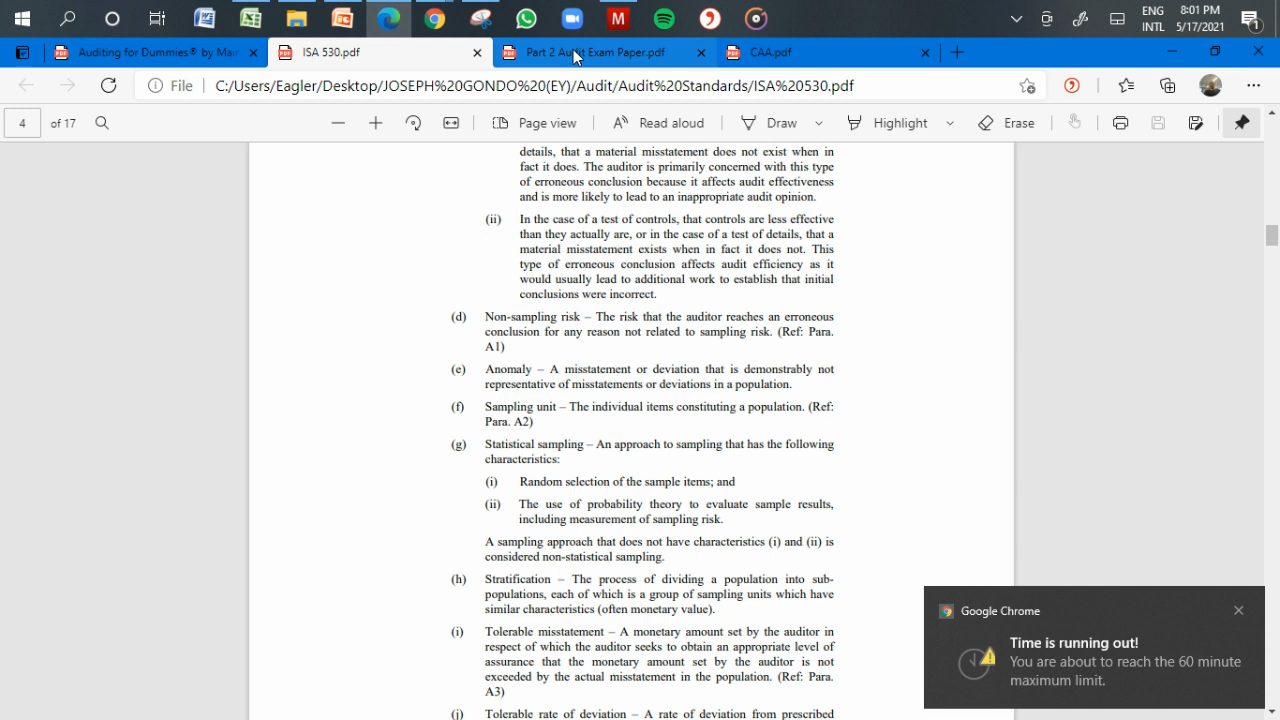 ENG
INTL
8:01 PM
5/17/2021
1
Auditing for Dummies® by Mair
ISA 530.pdf
Part 2 Audit Exam Paper.pdf
CAA.pdf
File
C:/Users/Eagler/Desktop/JOSEPH%20GONDO%20(EY)/Audit/Audit%20Standards/ISA%20530.pdf
4 of 17
Page view
Read aloud
Draw
Highlight
Erase
details, that a material misstatement does not exist when in
fact it does. The auditor is primarily concerned with this type
of erroneous conclusion because it affects audit effectiveness
and is more likely to lead to an inappropriate audit opinion.
(ii) In the case of a test of controls, that controls are less effective
than they actually are, or in the case of a test of details, that a
material misstatement exists when in fact it does not. This
type of erroneous conclusion affects audit efficiency as it
would usually lead to additional work to establish that initial
conclusions were incorrect.
(d) Non-sampling risk – The risk that the auditor reaches an erroneous
conclusion for any reason not related to sampling risk. (Ref: Para.
A1)
(e) Anomaly – A misstatement or deviation that is demonstrably not
representative of misstatements or deviations in a population.
(f) Sampling unit – The individual items constituting a population. (Ref:
Para. A2)
(g) Statistical sampling – An approach to sampling that has the following
characteristics:
(i) Random selection of the sample items; and
(ii) The use of probability theory to evaluate sample results,
including measurement of sampling risk.
A sampling approach that does not have characteristics (i) and (ii) is
considered non-statistical sampling.
(h) Stratification – The process of dividing a population into sub-
populations, each of which is a group of sampling units which have
similar characteristics (often monetary value).
(i) Tolerable misstatement – A monetary amount set by the auditor in
respect of which the auditor seeks to obtain an appropriate level of
assurance that the monetary amount set by the auditor is not
exceeded by the actual misstatement in the population. (Ref: Para.
A3)
(j) Tolerable rate of deviation – A rate of deviation from prescribed
Google Chrome
Time is running out!
You are about to reach the 60 minute
maximum limit.